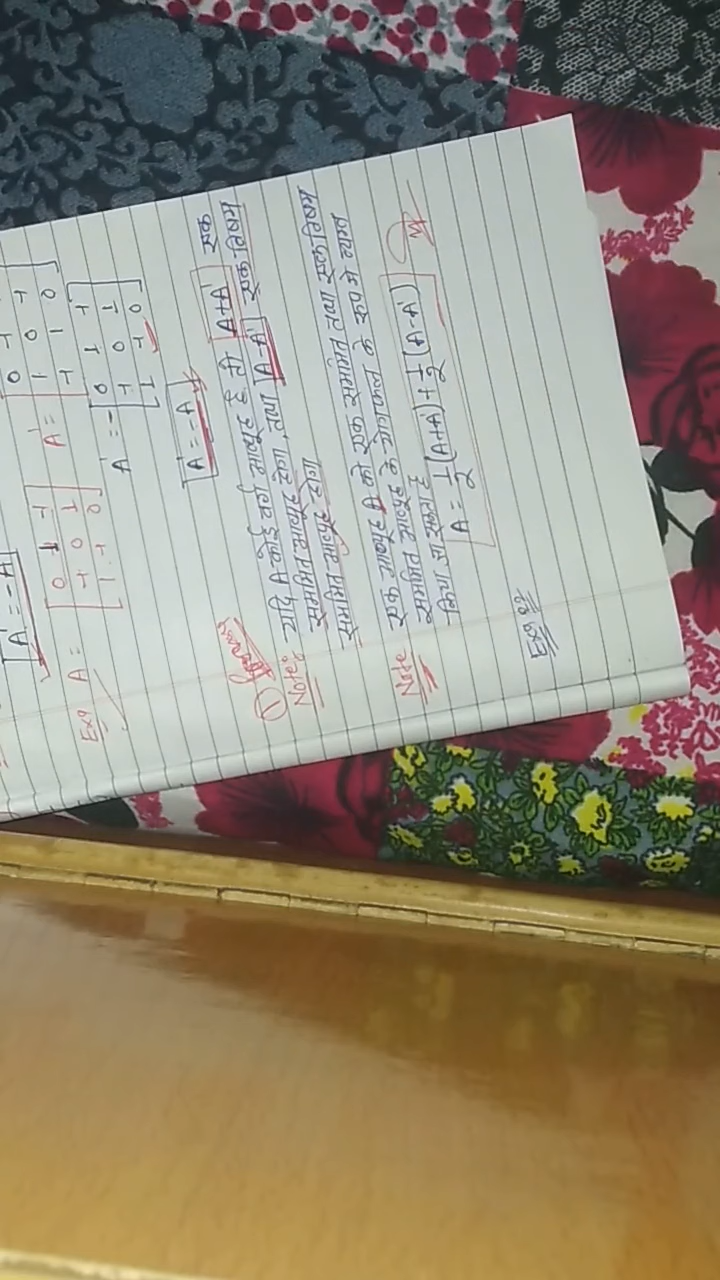 A' = -A
Exo A = [0 1 -1
-1 0 1
1 -1 0]
A' = [0 -1 1
1 0 -1
-1 1 0]
A' = -[0 1 -1
-1 0 1
1 -1 0]
A' = -A
①
Note: यदि A कोई वर्ग आव्यूह है तो A+A' एक
सममित आव्यूह होगा, तथा A-A' एक विषम
सममित आव्यूह होगा
Note एक आव्यूह A को एक सममित तथा एक विषम
सममित आव्यूह के योगफल के रूप मे व्यक्त
किया जा सकता है
A = 1/2 (A+A') + 1/2 (A-A')